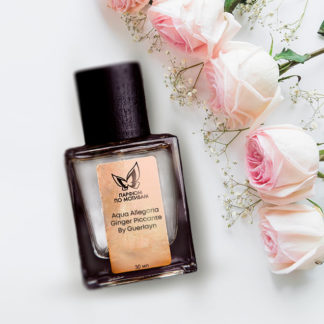 ПАРФЮМ
ПО МОТИВАМ
Aqua Allegoria
Ginger Piccante
By Guerlayn
30 мл